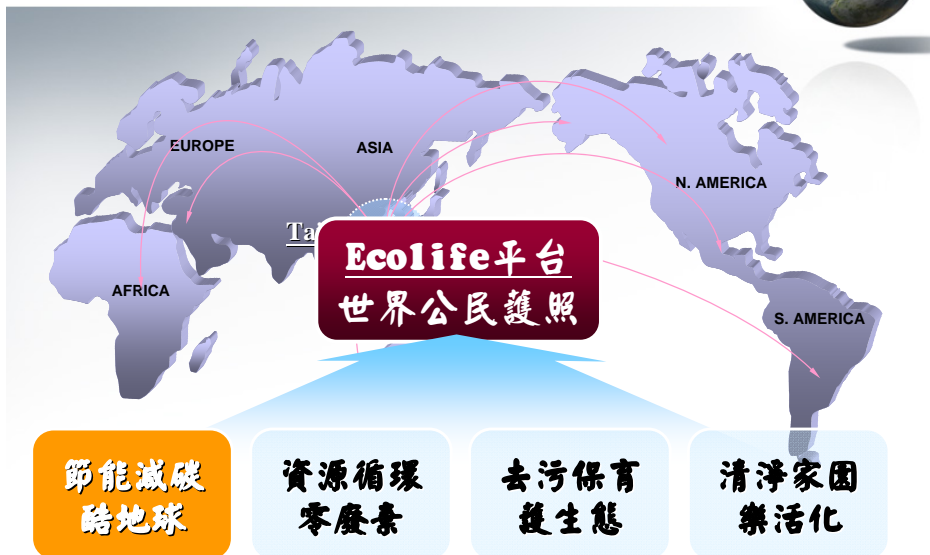 EUROPE
ASIA
N. AMERICA
AFRICA
S. AMERICA
Ecolife平台
世界公民護照
節能減碳
酷地球
資源循環
零廢棄
去污保育
護生態
清淨家園
樂活化